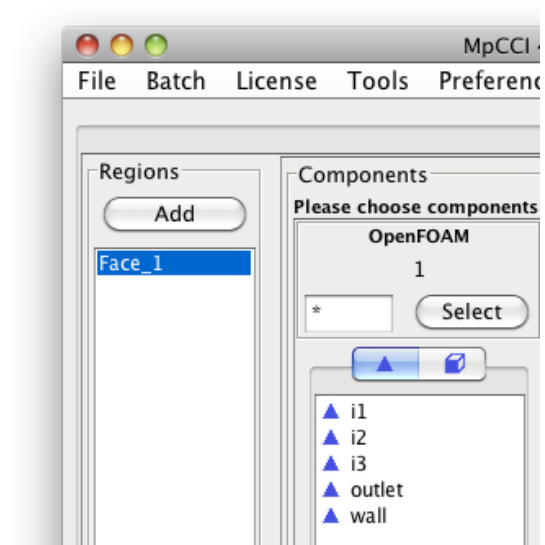 MpCCI
File Batch License Tools
Regions
Add
Face_1
Components
Please choose components
OpenFOAM
1
* Select
i1
i2
i3
outlet
wall